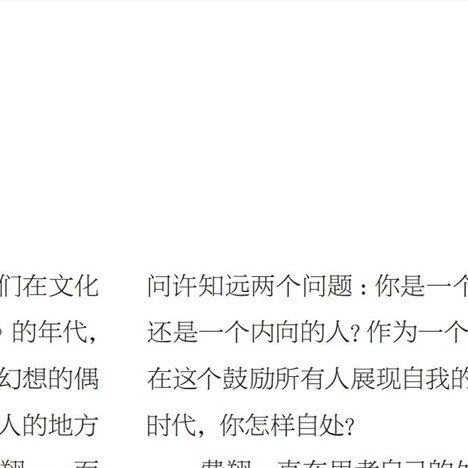 们在文化
》的年代，
幻想的偶
人的地方
问许知远两个问题：你是一个
还是一个内向的人？作为一个
在这个鼓励所有人展现自我的
时代，你怎样自处？